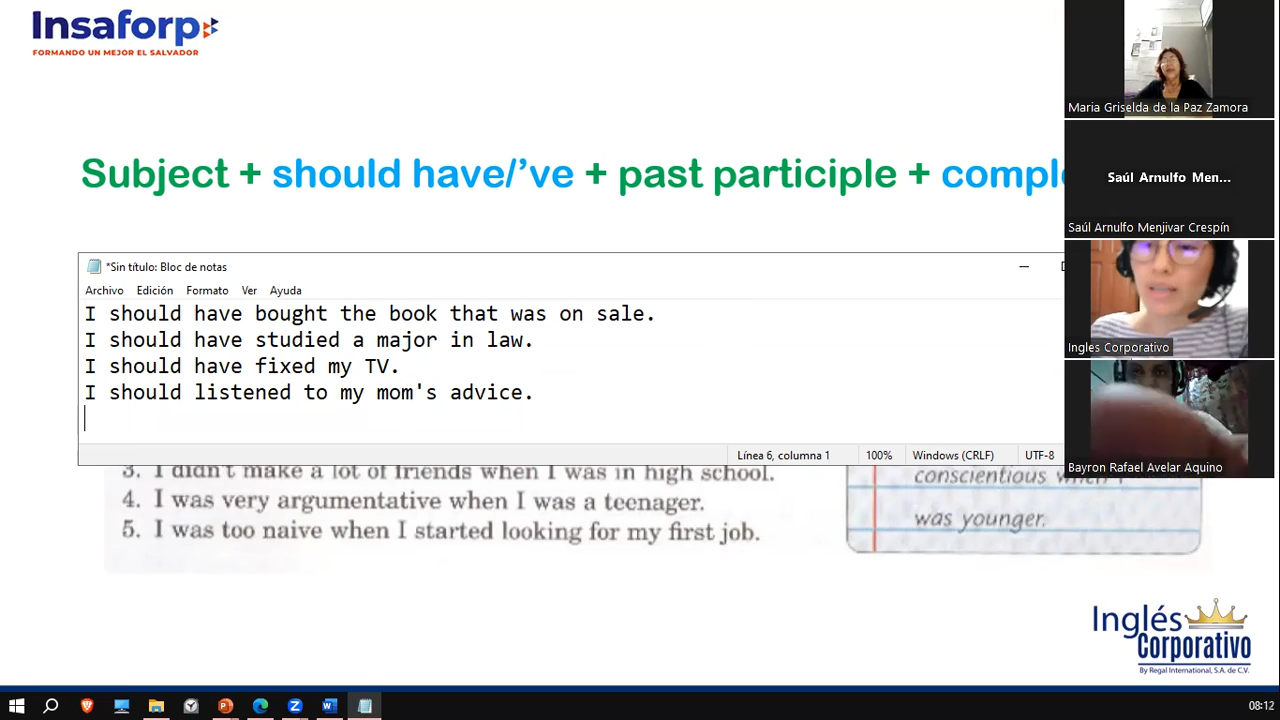 Insaforp
FORMANDO UN MEJOR EL SALVADOR
Subject + should have/'ve + past participle +
*Sin título: Bloc de notas
Archivo Edición Formato Ver Ayuda
I should have bought the book that was on sale.
I should have studied a major in law.
I should have fixed my TV.
I should listened to my mom's advice.
Línea 6, columna 1 100% Windows (CRLF) UTF-8
3. I didn't make a lot of friends when I was in high school.
4. I was very argumentative when I was a teenager.
5. I was too naive when I started looking for my first job.
conscientious when I
was younger.
Maria Griselda de la Paz Zamora
Saúl Arnulfo Men...
Saúl Arnulfo Menjivar Crespín
Ingles Corporativo
Bayron Rafael Avelar Aquino
Inglés
Corporativo
By Regal International, S.A. de C.V.
08:12